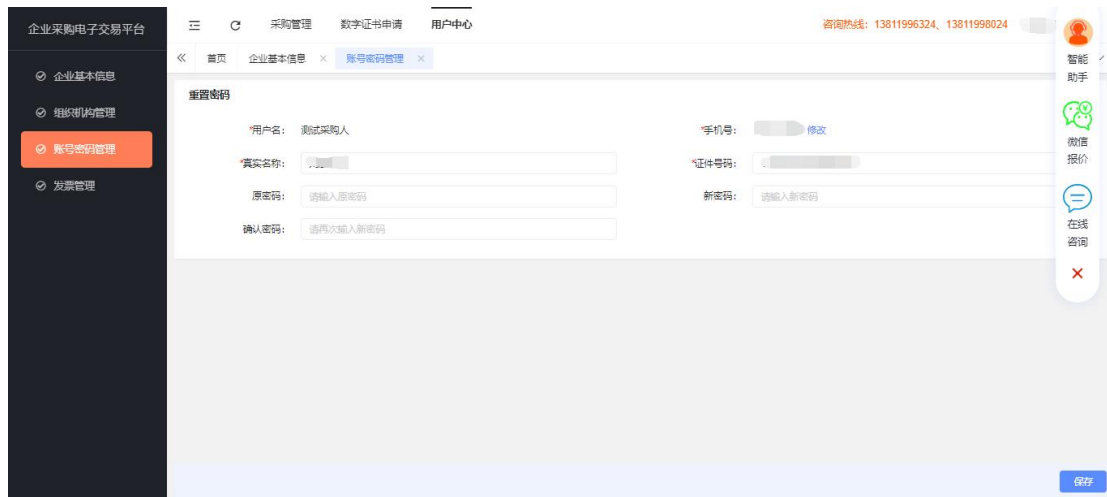 企业采购电子交易平台
采购管理 数字证书申请 用户中心 咨询热线：13811996324、13811998024
首页 企业基本信息 × 账号密码管理 ×
企业基本信息
组织机构管理
账号密码管理
发票管理
重置密码
*用户名： 测试采购人 *手机号： 修改
*真实名称： *证件号码：
原密码： 请输入原密码 新密码： 请输入新密码
确认密码： 请再次输入新密码
智能
助手
微信
报价
在线
咨询
保存